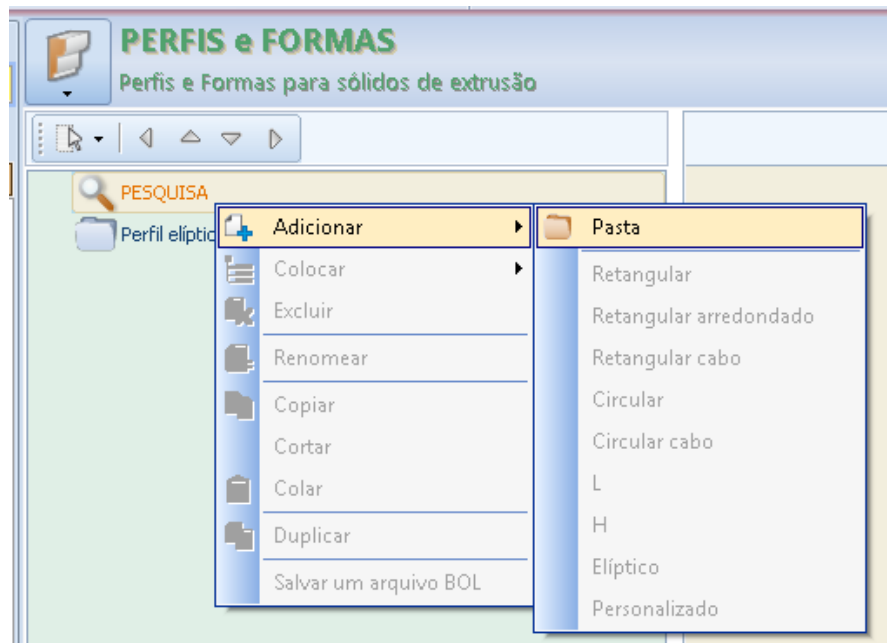 PERFIS e FORMAS
Perfis e Formas para sólidos de extrusão
PESQUISA
Perfil elíptic
Adicionar
Colocar
Excluir
Renomear
Copiar
Cortar
Colar
Duplicar
Salvar um arquivo BOL
Pasta
Retangular
Retangular arredondado
Retangular cabo
Circular
Circular cabo
L
H
Elíptico
Personalizado